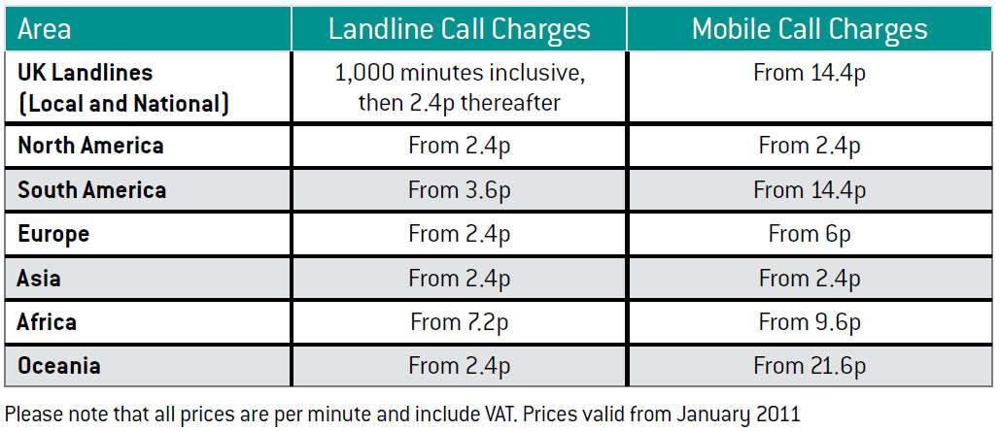 Area Landline Call Charges Mobile Call Charges
UK Landlines 1,000 minutes inclusive, From 14.4p
(Local and National) then 2.4p thereafter
North America From 2.4p From 2.4p
South America From 3.6p From 14.4p
Europe From 2.4p From 6p
Asia From 2.4p From 2.4p
Africa From 7.2p From 9.6p
Oceania From 2.4p From 21.6p
Please note that all prices are per minute and include VAT. Prices valid from January 2011